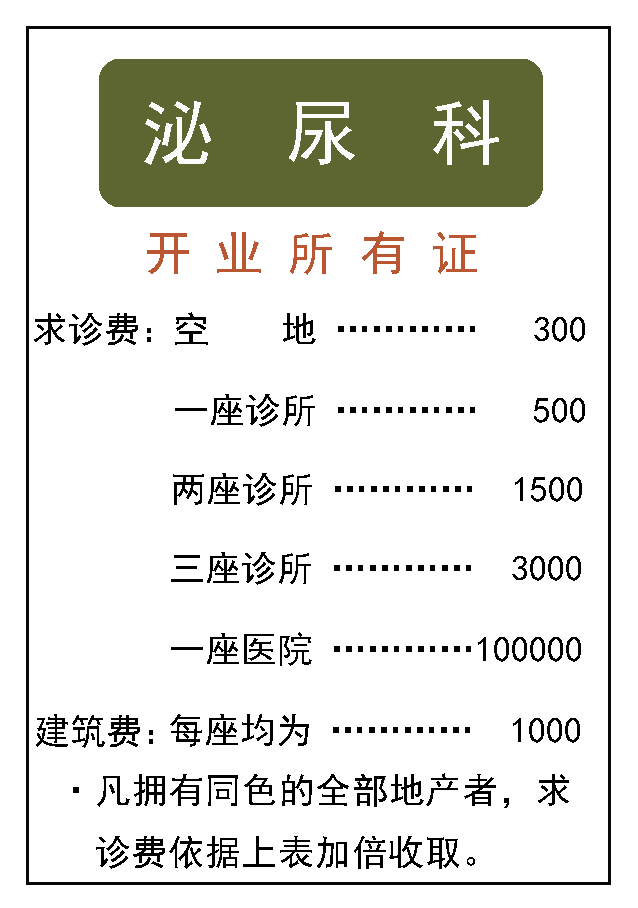 泌 尿 科
开业所有证
求诊费：空 地 ………… 300
一座诊所 ………… 500
两座诊所 ………… 1500
三座诊所 ………… 3000
一座医院 …………100000
建筑费：每座均为 ………… 1000
·凡拥有同色的全部地产者，求
诊费依据上表加倍收取。